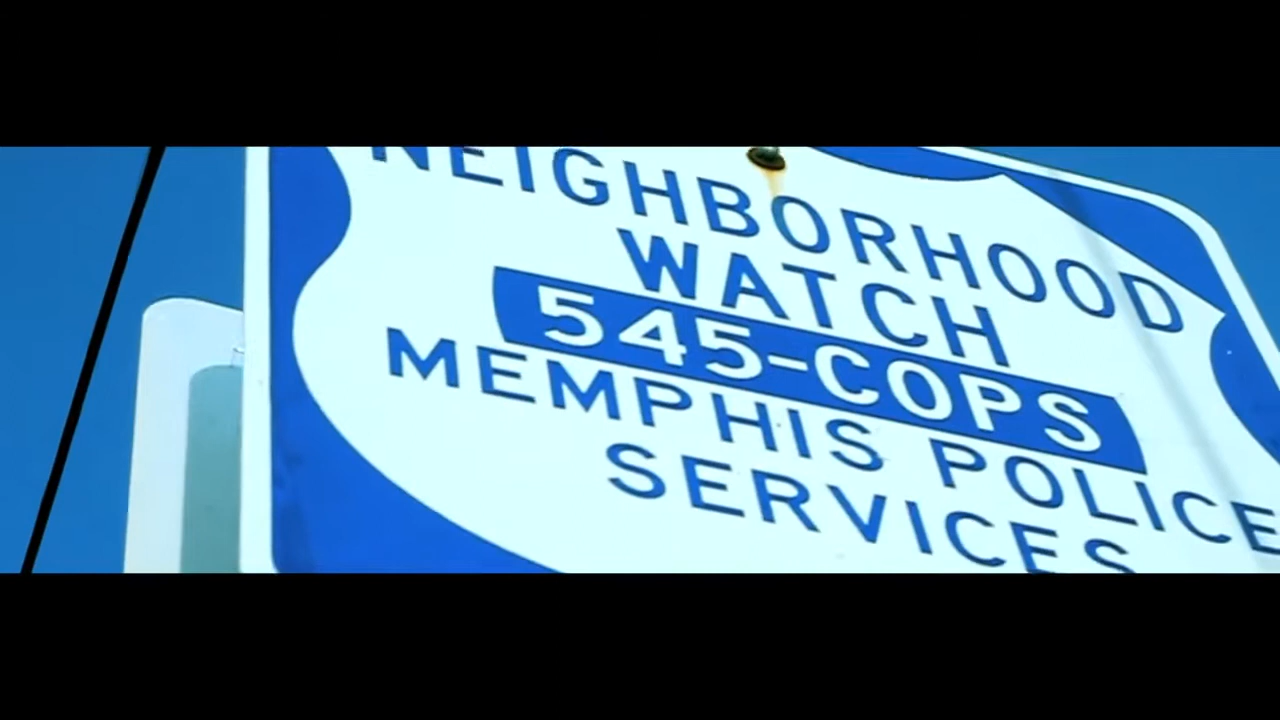 NEIGHBORHOOD
WATCH
545-COPS
MEMPHIS POLICE
SERVICES